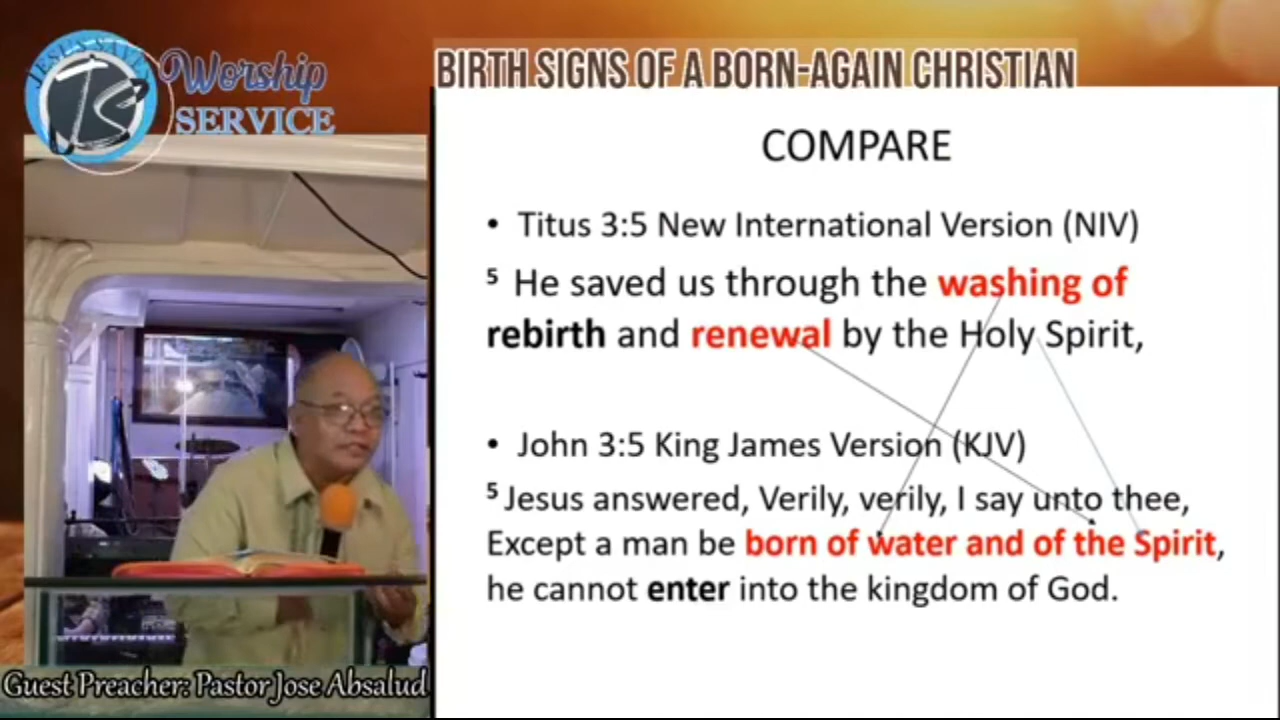 JESUS SAVES
Worship
SERVICE
BIRTH SIGNS OF A BORN-AGAIN CHRISTIAN
COMPARE
• Titus 3:5 New International Version (NIV)
5 He saved us through the washing of
rebirth and renewal by the Holy Spirit,
• John 3:5 King James Version (KJV)
5 Jesus answered, Verily, verily, I say unto thee,
Except a man be born of water and of the Spirit,
he cannot enter into the kingdom of God.
Guest Preacher: Pastor Jose Absalud